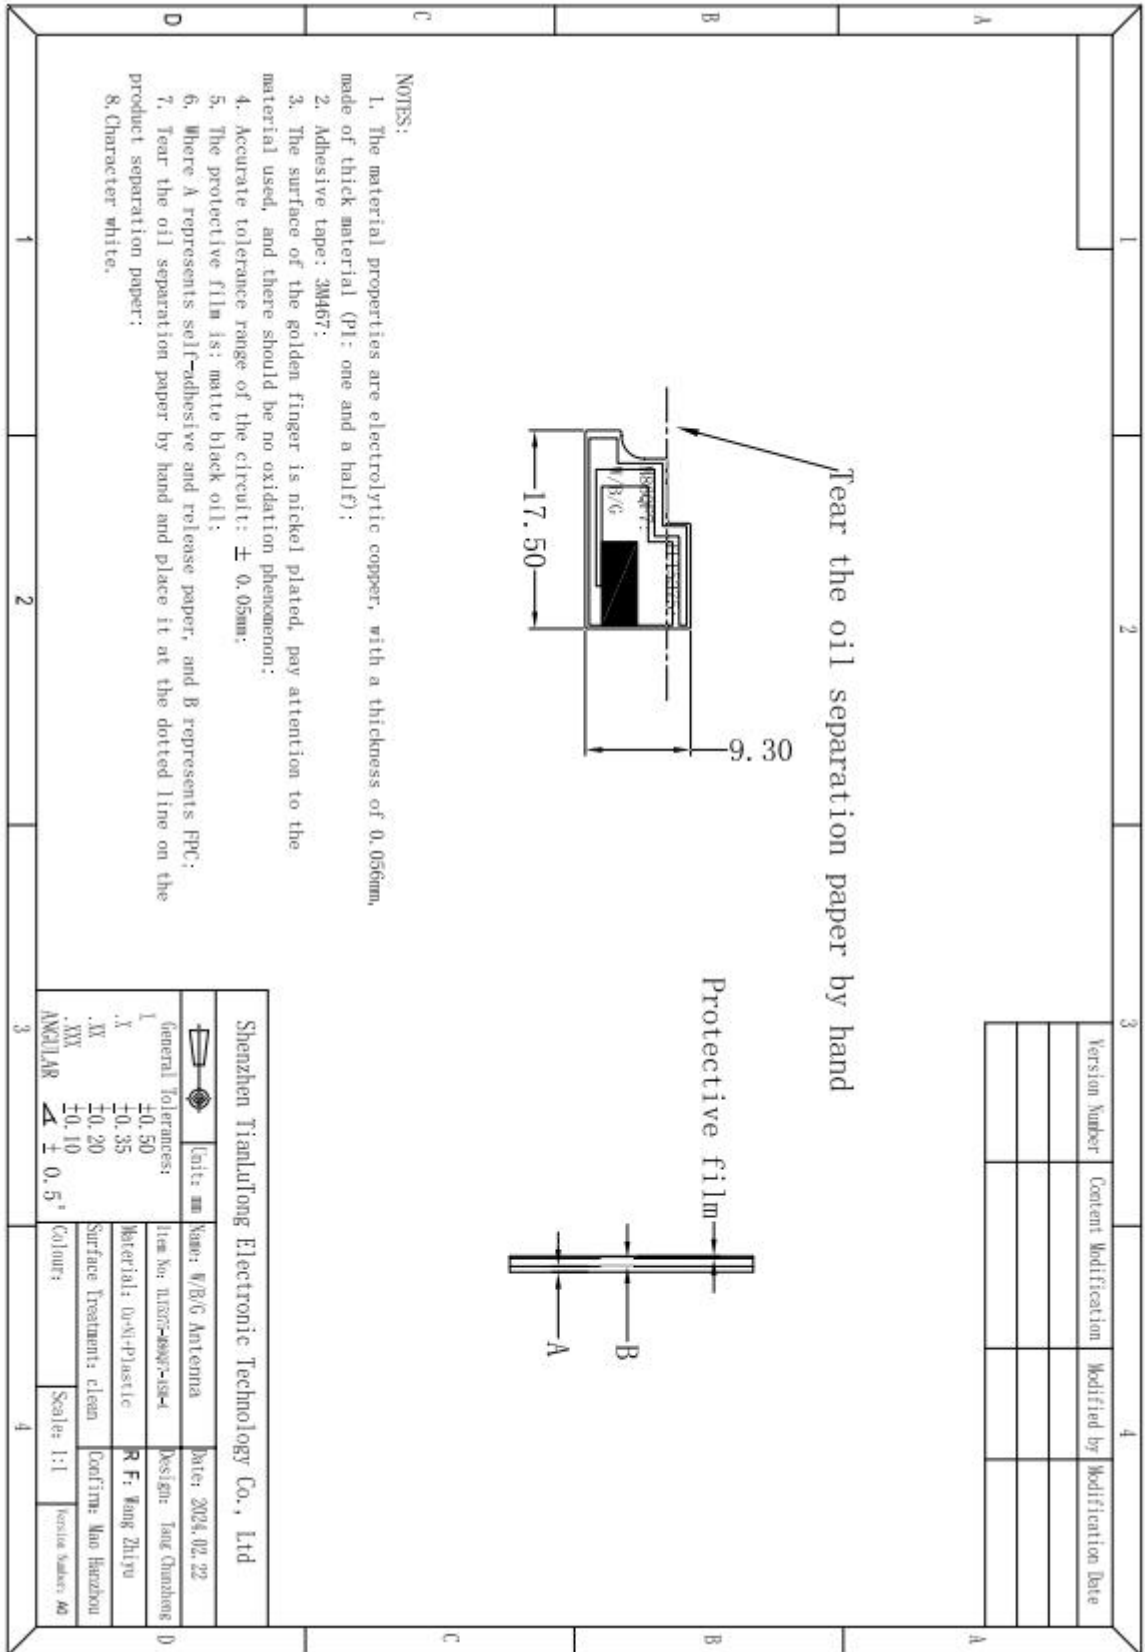 1
2
3
4
A
B
C
D
Version Number
Content Modification
Modified by
Modification Date
Tear the oil separation paper by hand
W/B/G
17.50
9.30
Protective film
A
B
NOTES:
1. The material properties are electrolytic copper, with a thickness of 0.056mm,
made of thick material (PI: one and a half);
2. Adhesive tape: 3M467;
3. The surface of the golden finger is nickel plated, pay attention to the
material used, and there should be no oxidation phenomenon;
4. Accurate tolerance range of the circuit: ± 0.05mm;
5. The protective film is: matte black oil;
6. Where A represents self-adhesive and release paper, and B represents FPC;
7. Tear the oil separation paper by hand and place it at the dotted line on the
product separation paper;
8. Character white.
Shenzhen TianLuTong Electronic Technology Co., Ltd
Unit: mm
Name: W/B/G Antenna
Date: 2024.02.22
General Tolerances:
.X ±0.35
.XX ±0.20
.XXX ±0.10
ANGULAR ± 0.5°
±0.50
Item No:
Design: Tang Chunzheng
Material: Cu+Ni+Plastic
R F: Wang Zhiyu
Surface Treatment: clean
Confirm: Mao Hanzhou
Colour:
Scale: 1:1
Version Number: A0
1
2
3
4
A
B
C
D